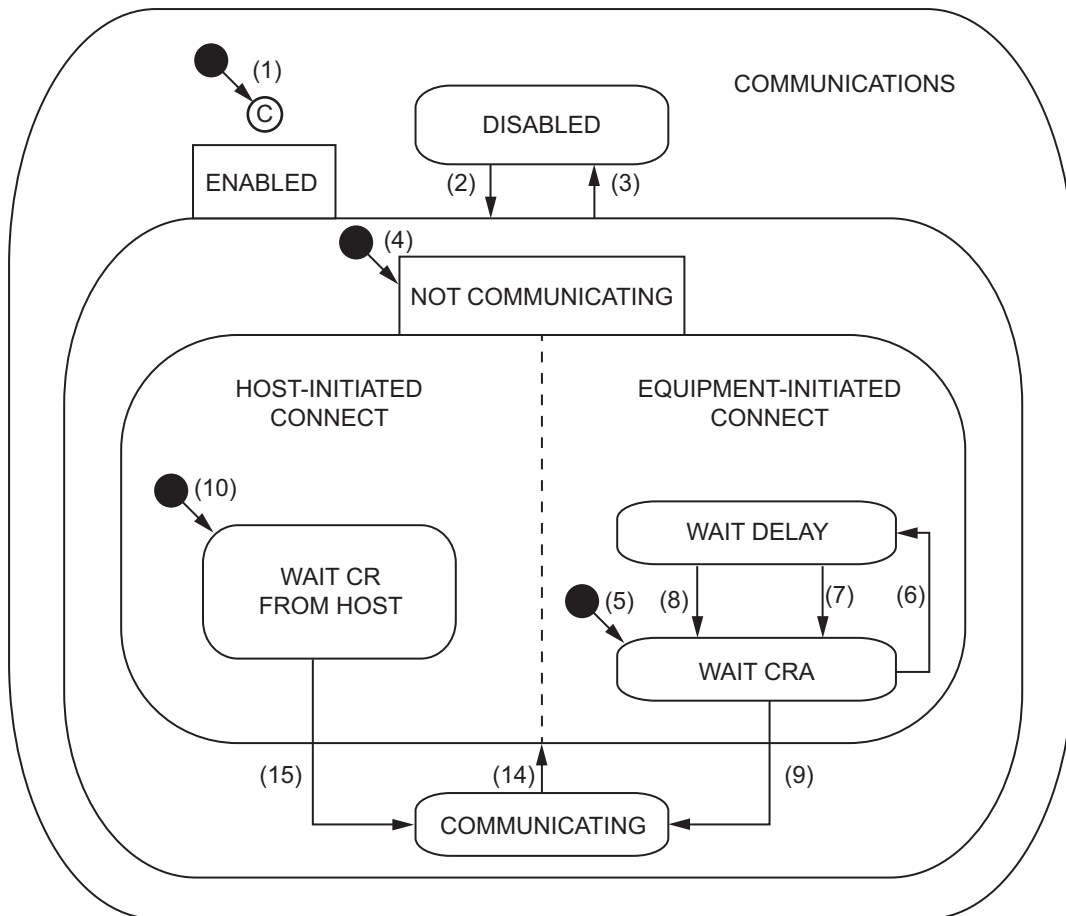 (1)
COMMUNICATIONS
C
DISABLED
ENABLED
(2)
(3)
(4)
NOT COMMUNICATING
HOST-INITIATED
CONNECT
EQUIPMENT-INITIATED
CONNECT
(10)
WAIT DELAY
WAIT CR
FROM HOST
(5)
(8)
(7)
(6)
WAIT CRA
(15)
(14)
(9)
COMMUNICATING